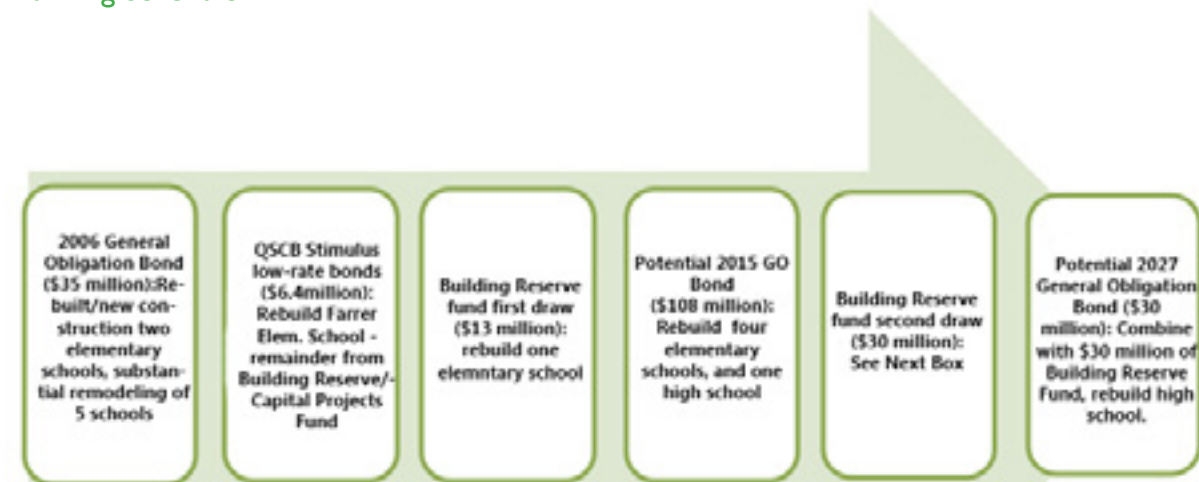 2006 General
Obligation Bond
($35 million):Re-
built/new con-
struction two
elementary
schools, substan-
tial remodeling of
5 schools
QSCB Stimulus
low-rate bonds
($6.4million):
Rebuild Farrer
Elem. School -
remainder from
Building Reserve/-
Capital Projects
Fund
Building Reserve
fund first draw
($13 million):
rebuild one
elemntary school
Potential 2015 GO
Bond
($108 million):
Rebuild four
elementary
schools, and one
high school
Building Reserve
fund second draw
($30 million):
See Next Box
Potential 2027
General Obligation
Bond ($30
million): Combine
with $30 million of
Building Reserve
Fund, rebuild high
school.